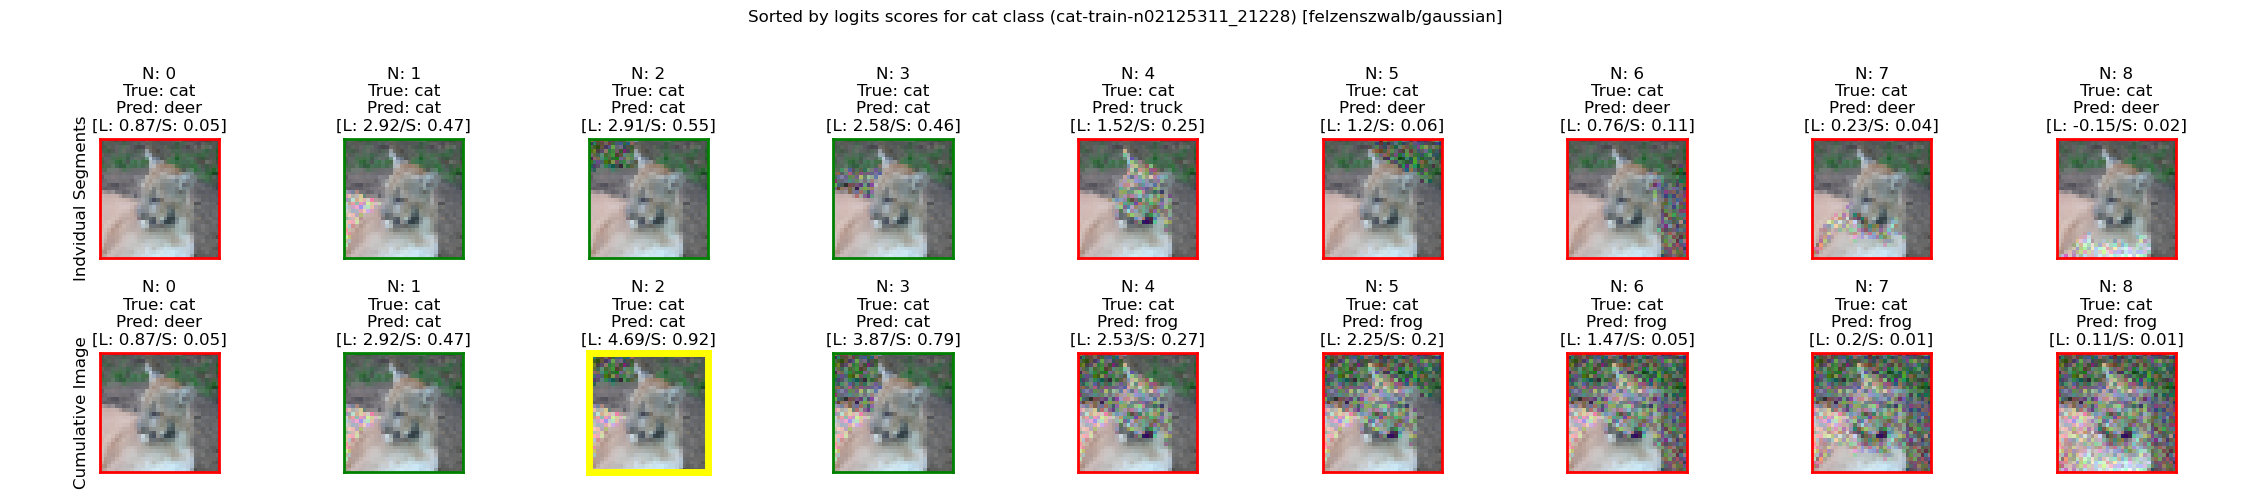 Sorted by logits scores for cat class (cat-train-n02125311_21228) [felzenszwalb/gaussian]
Indvidual Segments
N: 0
True: cat
Pred: deer
[L: 0.87/S: 0.05]
N: 1
True: cat
Pred: cat
[L: 2.92/S: 0.47]
N: 2
True: cat
Pred: cat
[L: 2.91/S: 0.55]
N: 3
True: cat
Pred: cat
[L: 2.58/S: 0.46]
N: 4
True: cat
Pred: truck
[L: 1.52/S: 0.25]
N: 5
True: cat
Pred: deer
[L: 1.2/S: 0.06]
N: 6
True: cat
Pred: deer
[L: 0.76/S: 0.11]
N: 7
True: cat
Pred: deer
[L: 0.23/S: 0.04]
N: 8
True: cat
Pred: deer
[L: -0.15/S: 0.02]
Cumulative Image
N: 0
True: cat
Pred: deer
[L: 0.87/S: 0.05]
N: 1
True: cat
Pred: cat
[L: 2.92/S: 0.47]
N: 2
True: cat
Pred: cat
[L: 4.69/S: 0.92]
N: 3
True: cat
Pred: cat
[L: 3.87/S: 0.79]
N: 4
True: cat
Pred: frog
[L: 2.53/S: 0.27]
N: 5
True: cat
Pred: frog
[L: 2.25/S: 0.2]
N: 6
True: cat
Pred: frog
[L: 1.47/S: 0.05]
N: 7
True: cat
Pred: frog
[L: 0.2/S: 0.01]
N: 8
True: cat
Pred: frog
[L: 0.11/S: 0.01]